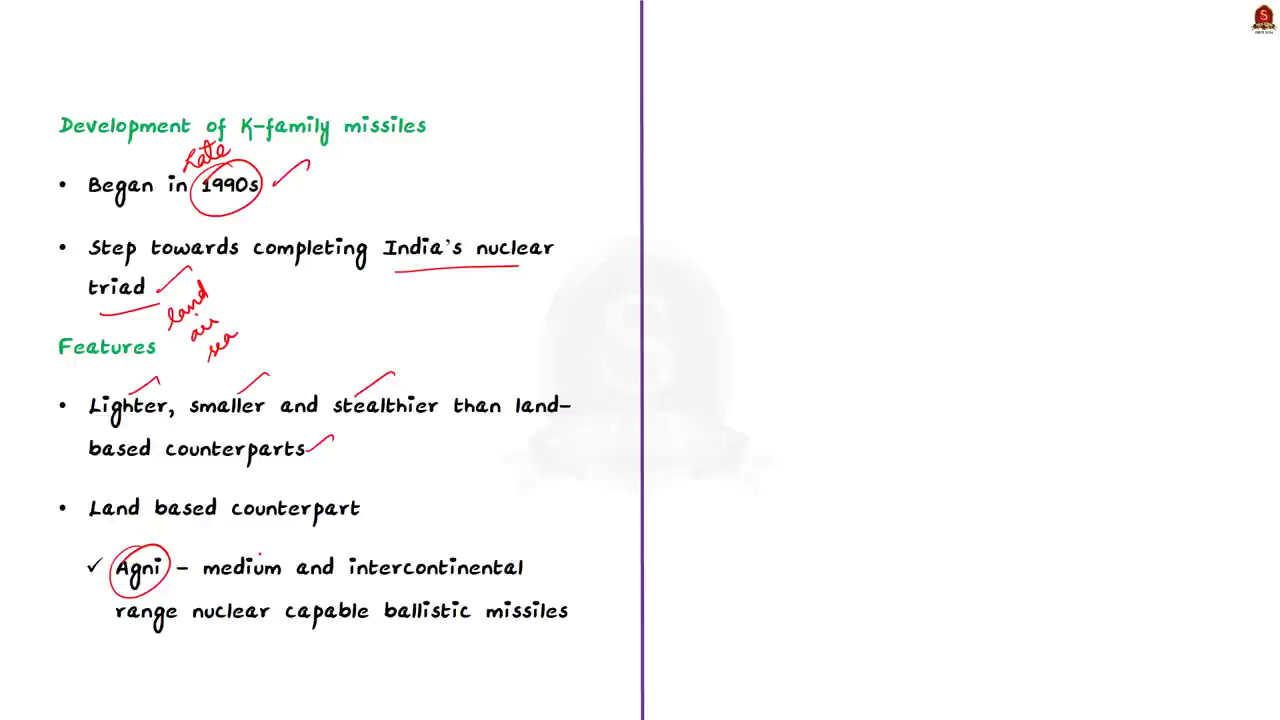 Development of K-family missiles
Late
• Began in 1990s
• Step towards completing India's nuclear
triad
land
air
sea
Features
• Lighter, smaller and stealthier than land-
based counterparts
• Land based counterpart
✓ Agni - medium and intercontinental
range nuclear capable ballistic missiles
S